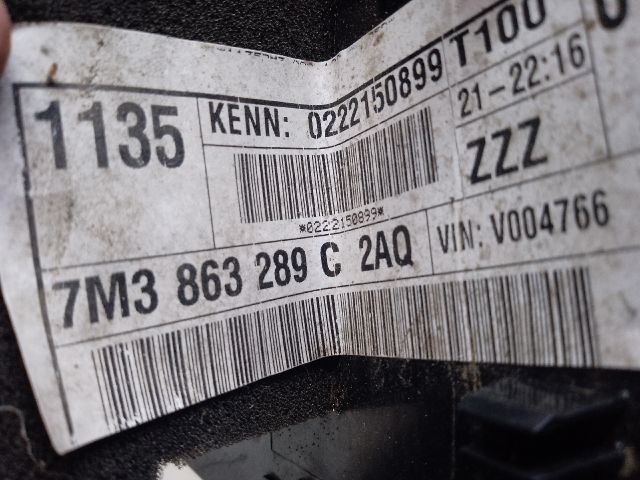 1135
KENN: 0222150899
T100
21-22:16
ZZZ
*0222150899*
7M3 863 289 C 2AQ
VIN: V004766